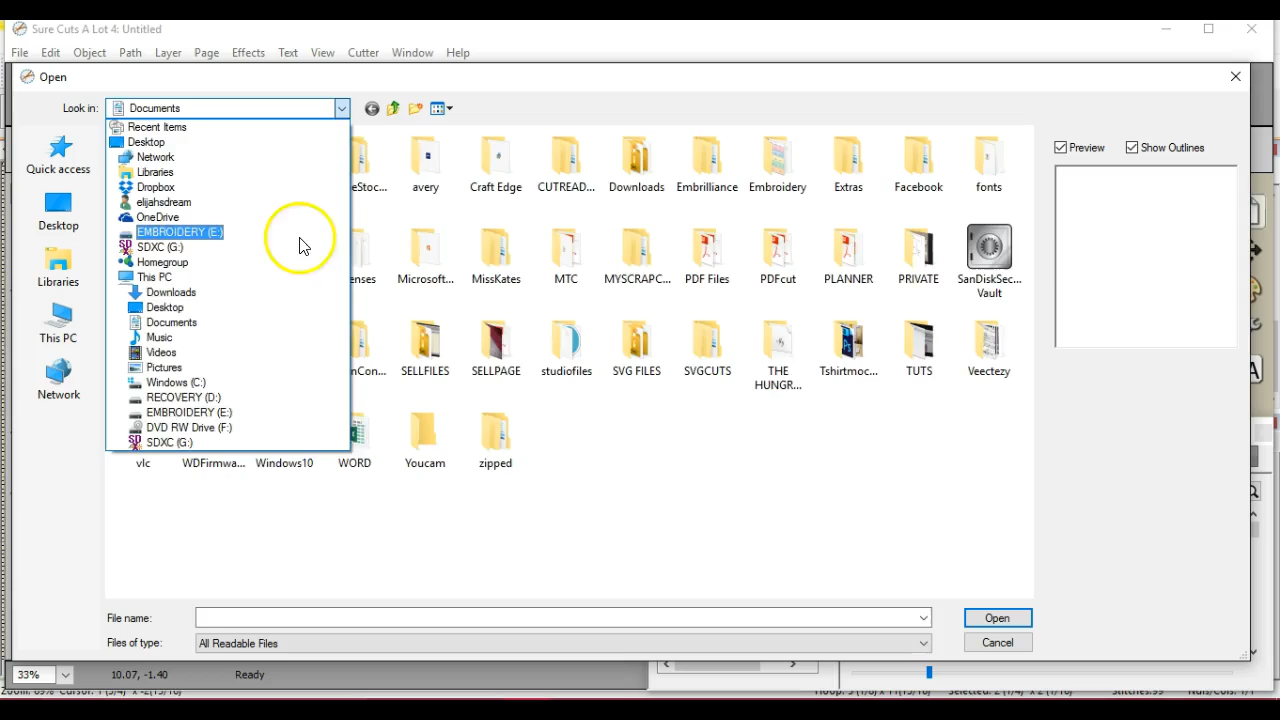 Sure Cuts A Lot 4: Untitled
File Edit Object Path Layer Page Effects Text View Cutter Window Help
Open
Look in: Documents
Recent Items
Desktop
Network
Libraries
Dropbox
elijahsdream
OneDrive
EMBROIDERY (E:)
SDXC (G:)
Homegroup
This PC
Downloads
Desktop
Documents
Music
Videos
Pictures
Windows (C:)
RECOVERY (D:)
EMBROIDERY (E:)
DVD RW Drive (F:)
SDXC (G:)
Quick access
Desktop
Libraries
This PC
Network
eStoc... avery Craft Edge CUTREAD... Downloads Embrilliance Embroidery Extras Facebook fonts
enses Microsoft... MissKates MTC MYSCRAPC... PDF Files PDFcut PLANNER PRIVATE SanDiskSec...
Vault
nCon... SELLFILES SELLPAGE studiofiles SVG FILES SVGCUTS THE Tshirtmoc... TUTS Veectezy
HUNGR...
vlc WDFirmwa... Windows10 WORD Youcam zipped
Preview Show Outlines
File name:
Open
Files of type: All Readable Files
Cancel
33% 10.07, -1.40 Ready